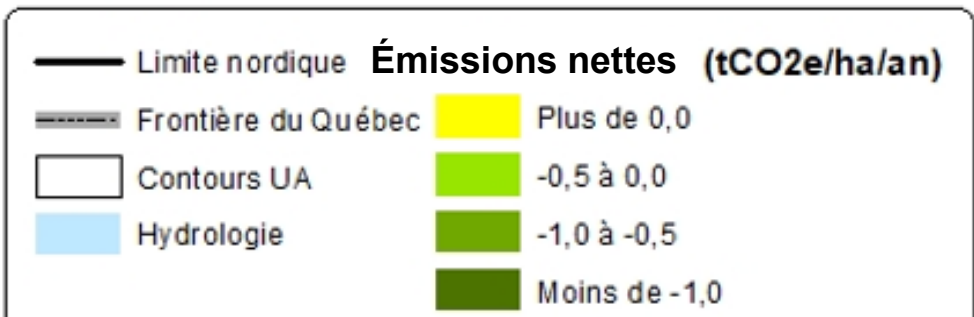 Limite nordique Émissions nettes (tCO2e/ha/an)
Frontière du Québec Plus de 0,0
Contours UA -0,5 à 0,0
Hydrologie -1,0 à -0,5
Moins de -1,0